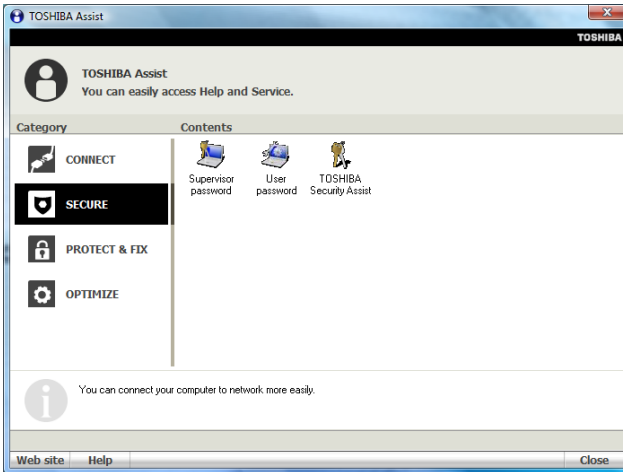 TOSHIBA Assist
TOSHIBA
TOSHIBA Assist
You can easily access Help and Service.
Category
Contents
CONNECT
SECURE
PROTECT & FIX
OPTIMIZE
Supervisor
password
User
password
TOSHIBA
Security Assist
You can connect your computer to network more easily.
Web site
Help
Close